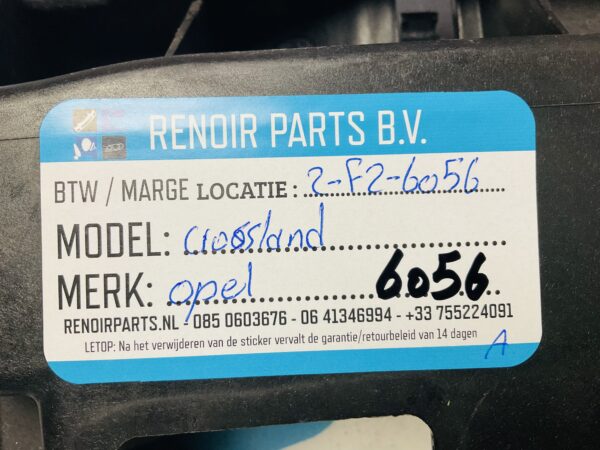 RENOIR PARTS B.V.
BTW / MARGE LOCATIE : 2-F2-6056
MODEL: Crossland
MERK: opel 6056
RENOIRPARTS.NL - 085 0603676 - 06 41346994 - +33 755224091
LETOP: Na het verwijderen van de sticker vervalt de garantie/retourbeleid van 14 dagen
A